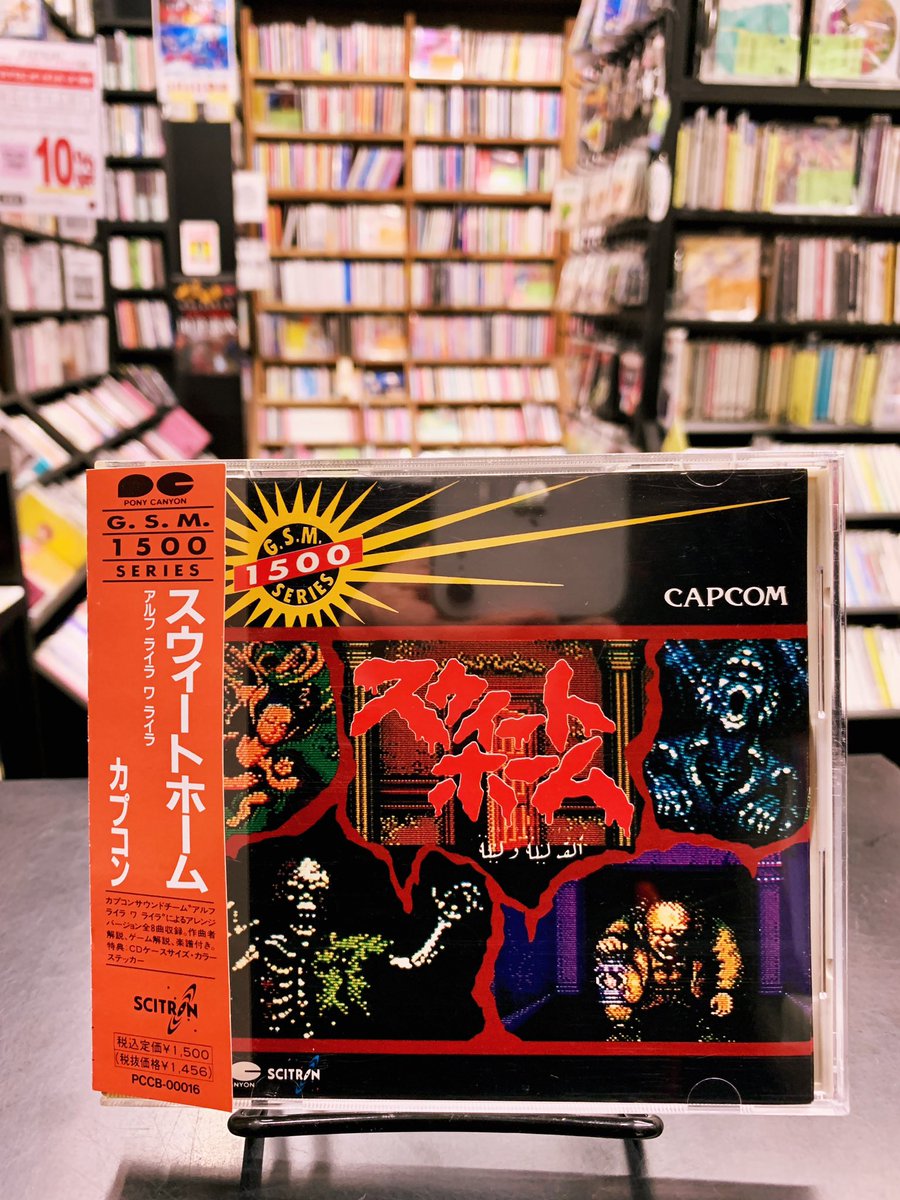 10%
PONY CANYON
G. S. M.
1500
SERIES
スウィートホーム
アルフ ライラ ワ ライラ
カプコン
カプコンサウンドチーム“アルフ
ライラ ワ ライラ”によるアレンジ
バージョン全8曲収録。作曲者
解説、ゲーム解説、楽譜付き。
特典:CDケースサイズ・カラー
ステッカー
SCITRON
税込定価¥1,500
(税抜価格¥1,456)
PCCB-00016
G.S.M.
1500
SERIES
CAPCOM
スウィート
ホーム
ألف ليلة وليلة
CANYON
SCITRON